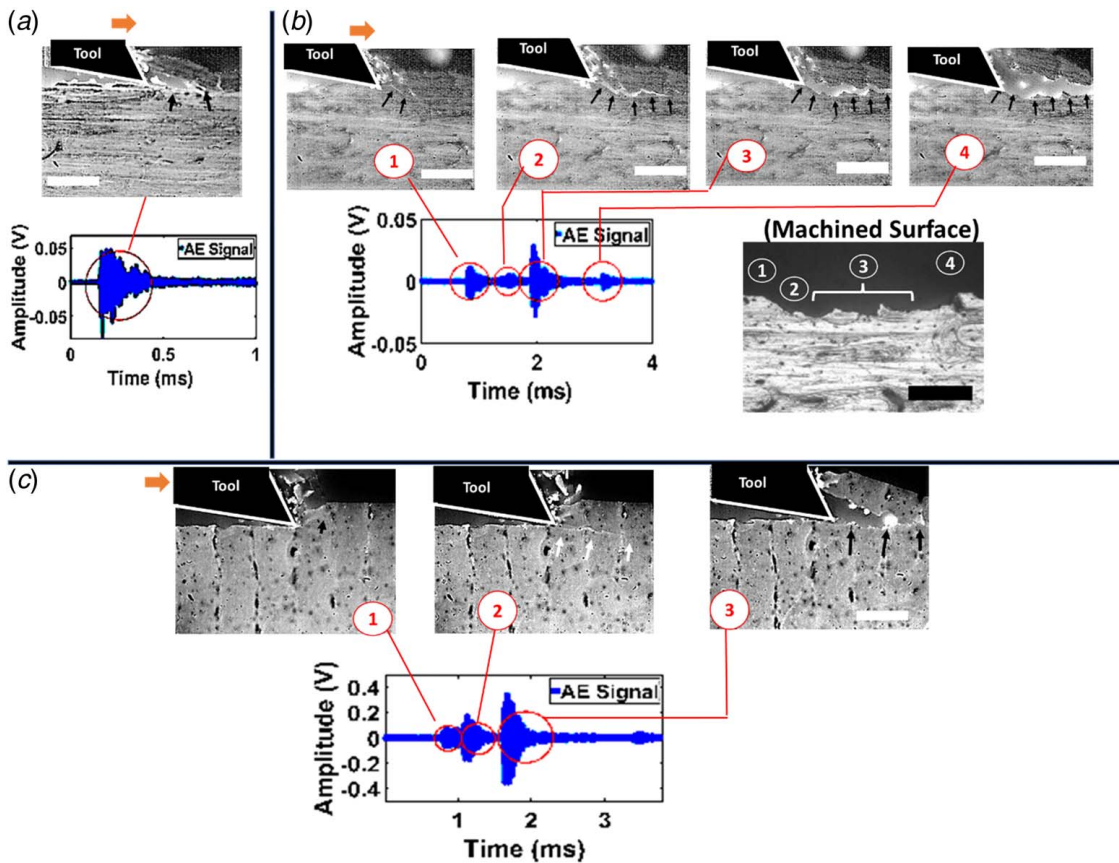 (a)
Tool
0.05
0
-0.05
Amplitude (V)
AE Signal
0
0.5
1
Time (ms)
(b)
Tool
Tool
Tool
Tool
1
2
3
4
0.05
0
-0.05
Amplitude (V)
AE Signal
0
2
4
Time (ms)
(Machined Surface)
1
2
3
4
(c)
Tool
Tool
Tool
1
2
3
0.4
0.2
0
-0.2
-0.4
Amplitude (V)
AE Signal
1
2
3
Time (ms)